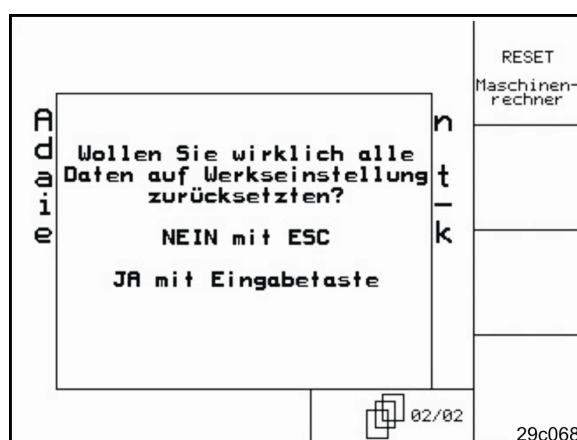 RESET
Maschinen-
rechner
A n
d Wollen Sie wirklich alle
a Daten auf Werkseinstellung t
i zurücksetzten? –
e NEIN mit ESC k
JA mit Eingabetaste
02/02
29c068